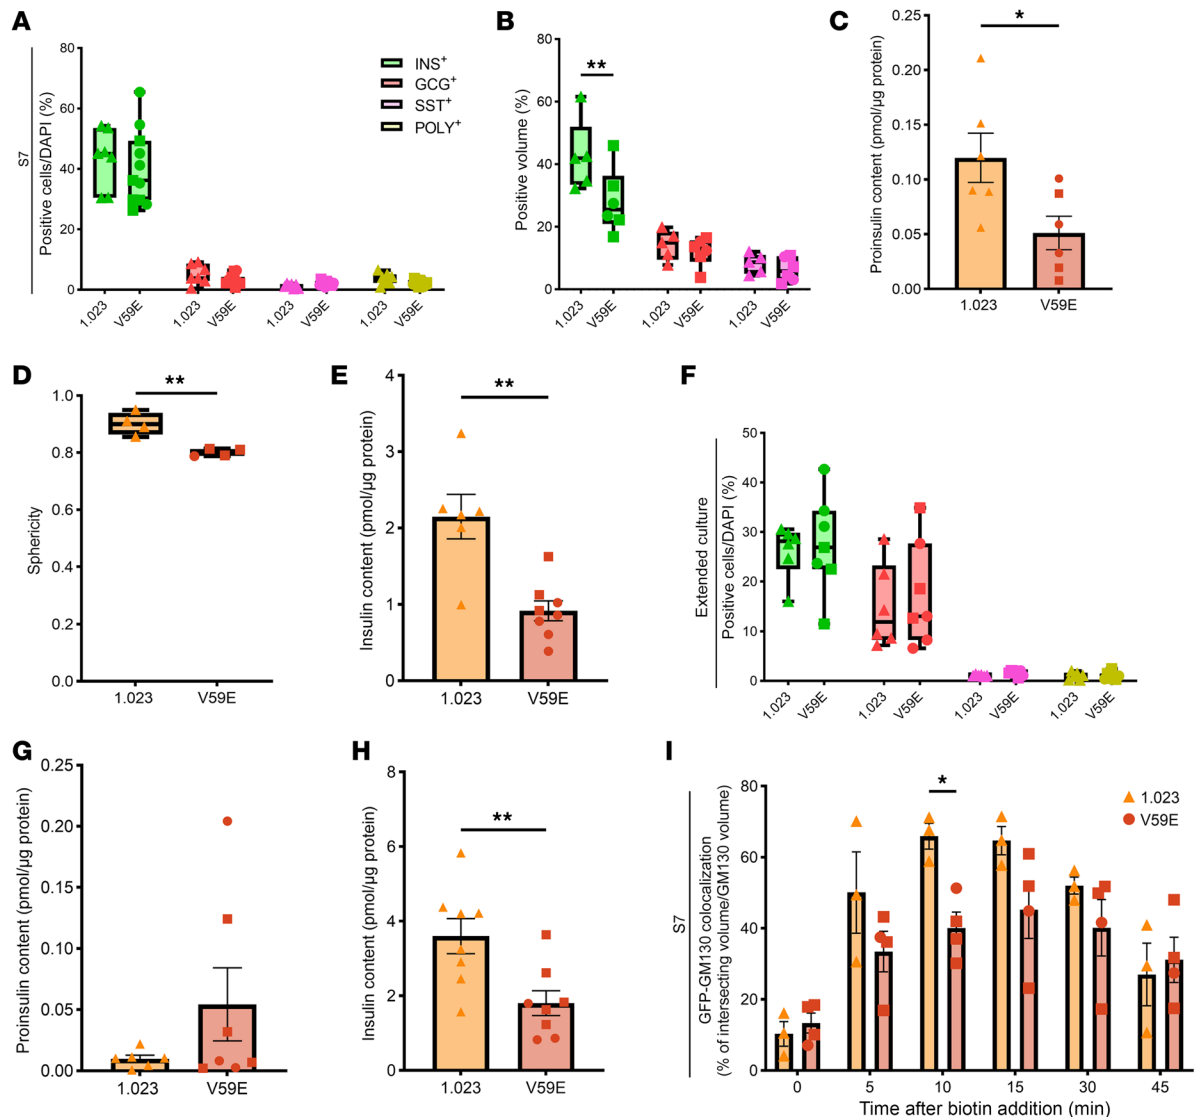 A
S7
Positive cells/DAPI (%)
80
60
40
20
0
1.023
V59E
1.023
V59E
1.023
V59E
1.023
V59E
INS+
GCG+
SST+
POLY+
B
Positive volume (%)
80
60
40
20
0
**
1.023
V59E
1.023
V59E
1.023
V59E
C
Proinsulin content (pmol/µg protein)
0.25
0.20
0.15
0.10
0.05
0.00
*
1.023
V59E
D
Sphericity
1.0
0.8
0.6
0.4
0.2
0.0
**
1.023
V59E
E
Insulin content (pmol/µg protein)
4
3
2
1
0
**
1.023
V59E
F
Extended culture
Positive cells/DAPI (%)
50
40
30
20
10
0
1.023
V59E
1.023
V59E
1.023
V59E
1.023
V59E
G
Proinsulin content (pmol/µg protein)
0.25
0.20
0.15
0.10
0.05
0.00
1.023
V59E
H
Insulin content (pmol/µg protein)
8
6
4
2
0
**
1.023
V59E
I
S7
GFP-GM130 colocalization
(% of intersecting volume/GM130 volume)
80
60
40
20
0
*
1.023
V59E
0
5
10
15
30
45
Time after biotin addition (min)